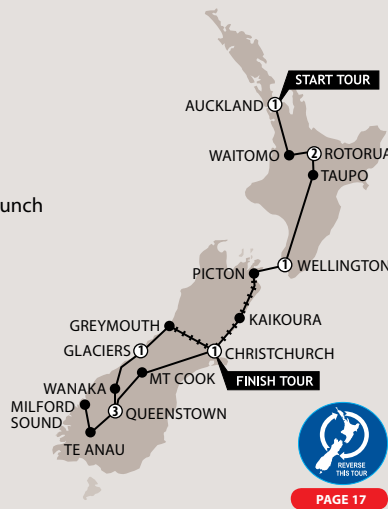 START TOUR
AUCKLAND 1
WAITOMO
2 ROTORUA
TAUPO
unch
1 WELLINGTON
PICTON
KAIKOURA
GREYMOUTH
GLACIERS 1
1 CHRISTCHURCH
MT COOK
FINISH TOUR
WANAKA
MILFORD
SOUND
3 QUEENSTOWN
TE ANAU
REVERSE
THIS TOUR
PAGE 17